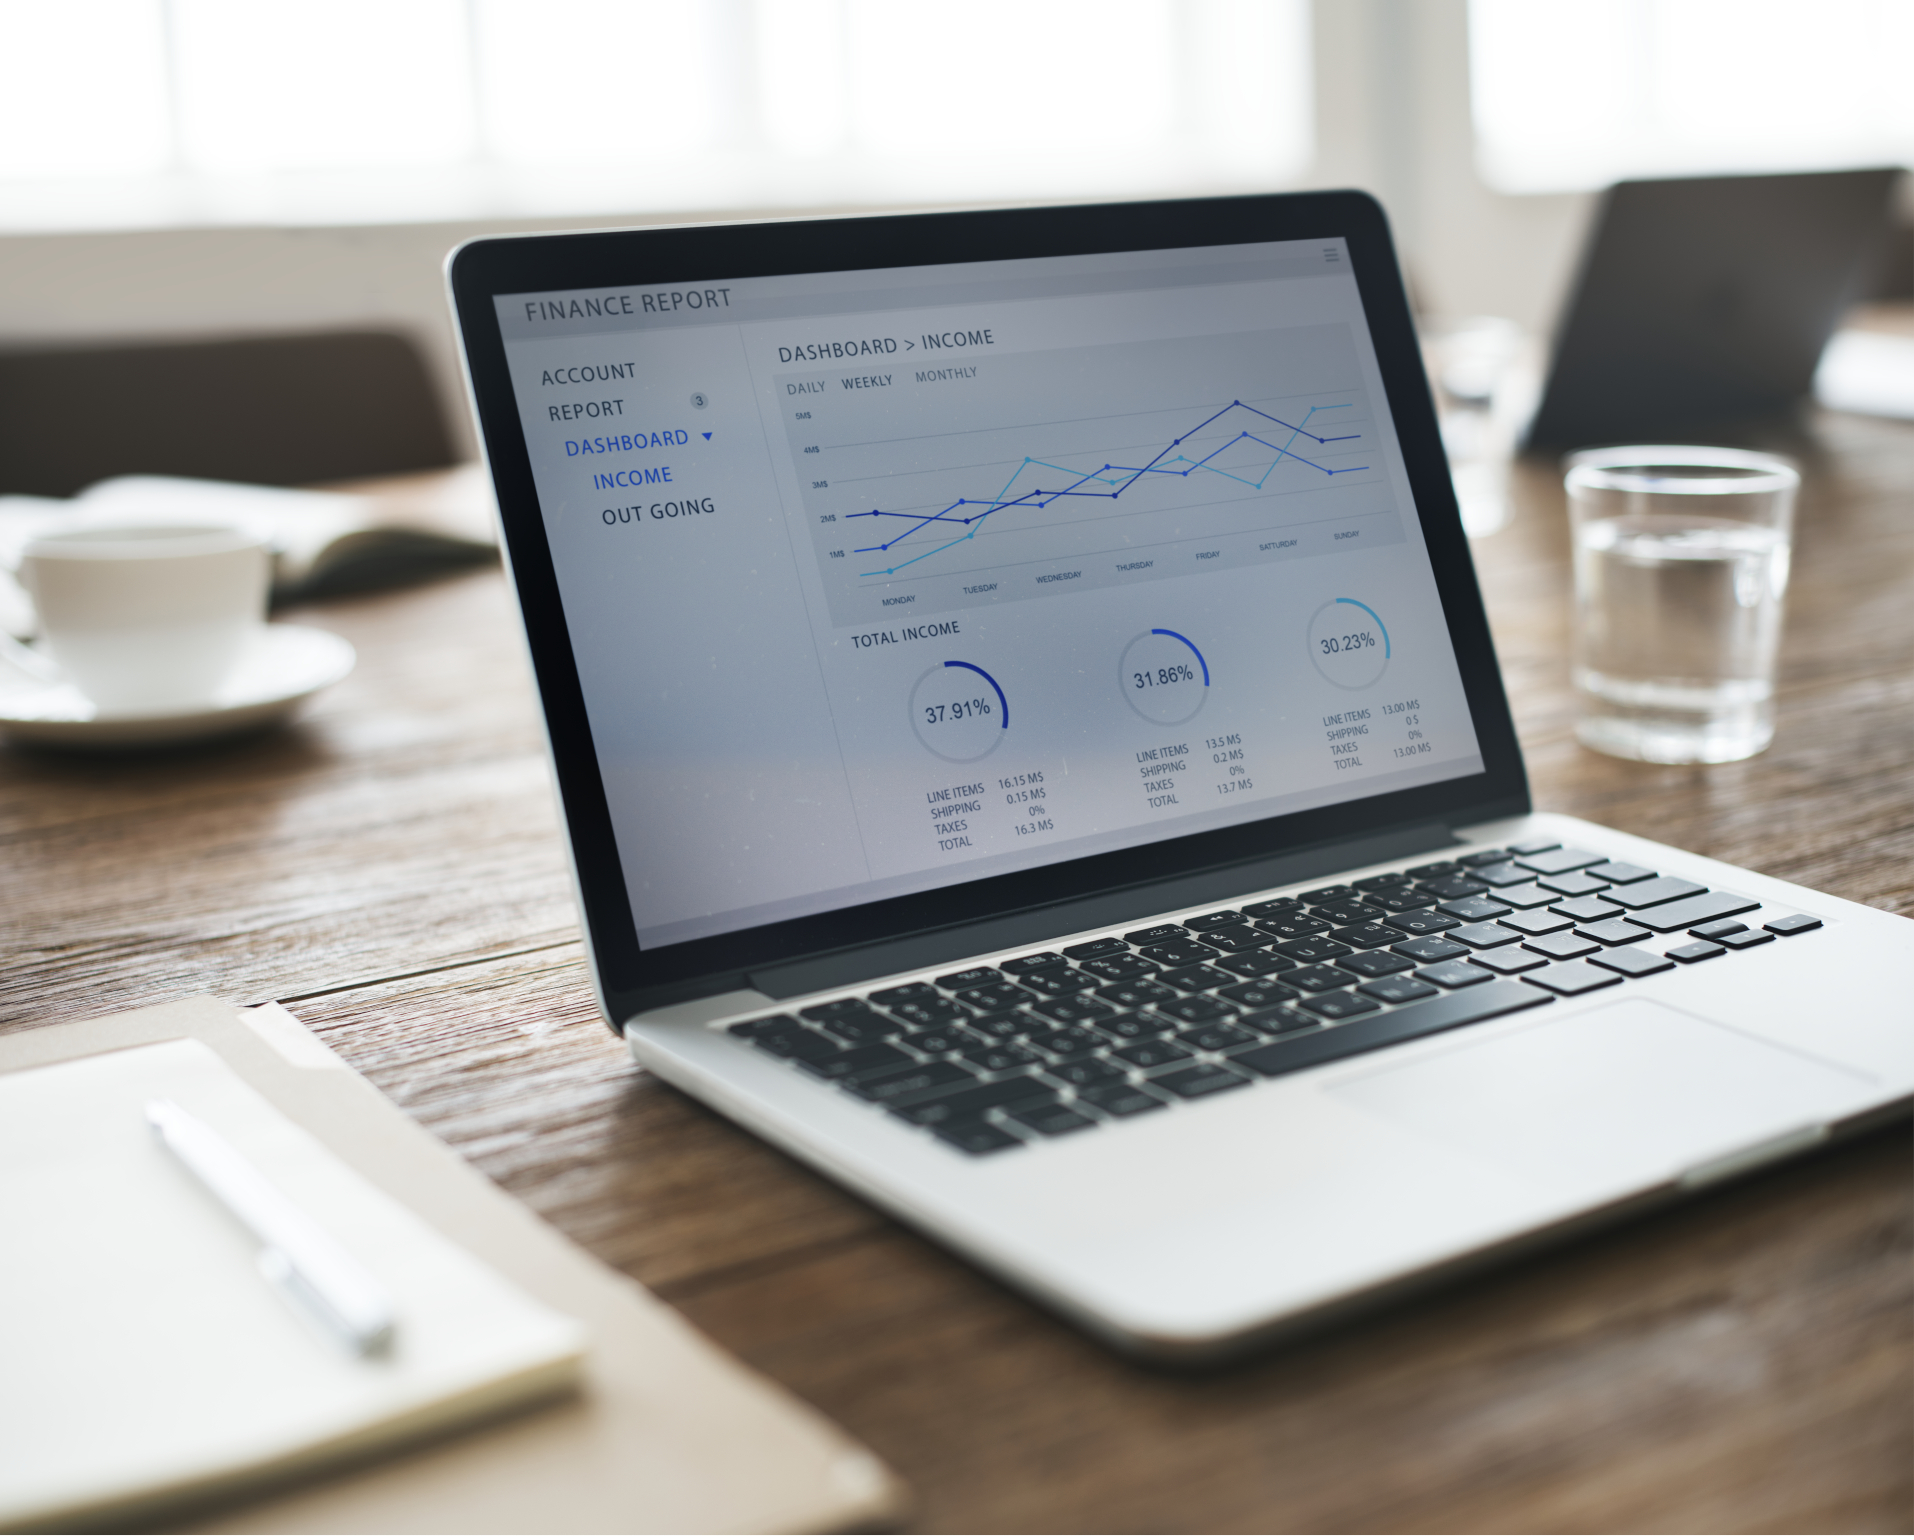 FINANCE REPORT
ACCOUNT
REPORT 3
DASHBOARD
INCOME
OUT GOING
DASHBOARD > INCOME
DAILY WEEKLY MONTHLY
5M$
4M$
3M$
2M$
1M$
MONDAY TUESDAY WEDNESDAY THURSDAY FRIDAY SATTURDAY SUNDAY
TOTAL INCOME
37.91%
LINE ITEMS 16.15 M$
SHIPPING 0.15 M$
TAXES 0%
TOTAL 16.3 M$
31.86%
LINE ITEMS 13.5 M$
SHIPPING 0.2 M$
TAXES 0%
TOTAL 13.7 M$
30.23%
LINE ITEMS 13.00 M$
SHIPPING 0 $
TAXES 0%
TOTAL 13.00 M$